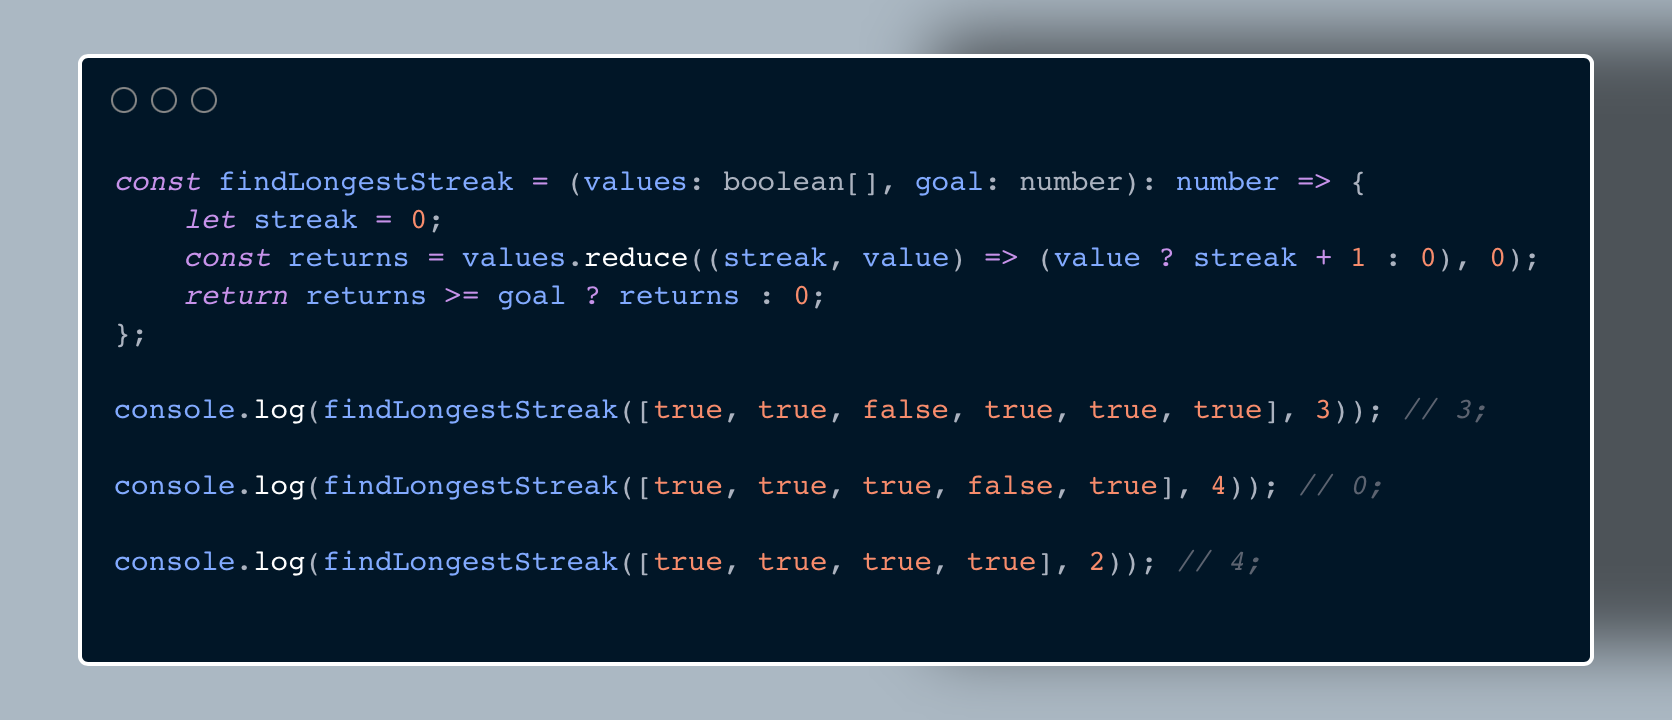 const findLongestStreak = (values: boolean[], goal: number): number => {
    let streak = 0;
    const returns = values.reduce((streak, value) => (value ? streak + 1 : 0), 0);
    return returns >= goal ? returns : 0;
};

console.log(findLongestStreak([true, true, false, true, true, true], 3)); // 3;

console.log(findLongestStreak([true, true, true, false, true], 4)); // 0;

console.log(findLongestStreak([true, true, true, true], 2)); // 4;